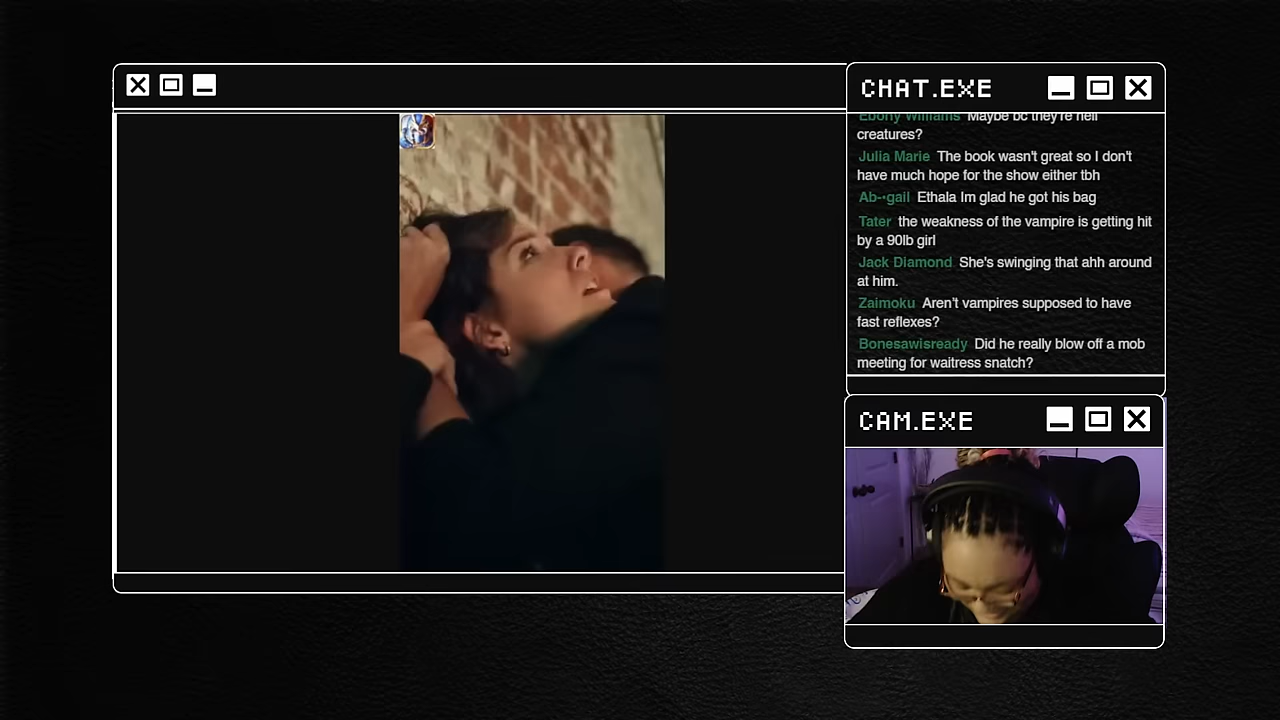 CHAT.EXE
Ebony Williams Maybe bc they're hell
creatures?
Julia Marie The book wasn't great so I don't
have much hope for the show either tbh
Ab-·gail Ethala Im glad he got his bag
Tater the weakness of the vampire is getting hit
by a 90lb girl
Jack Diamond She's swinging that ahh around
at him.
Zaimoku Aren't vampires supposed to have
fast reflexes?
Bonesawisready Did he really blow off a mob
meeting for waitress snatch?
CAM.EXE